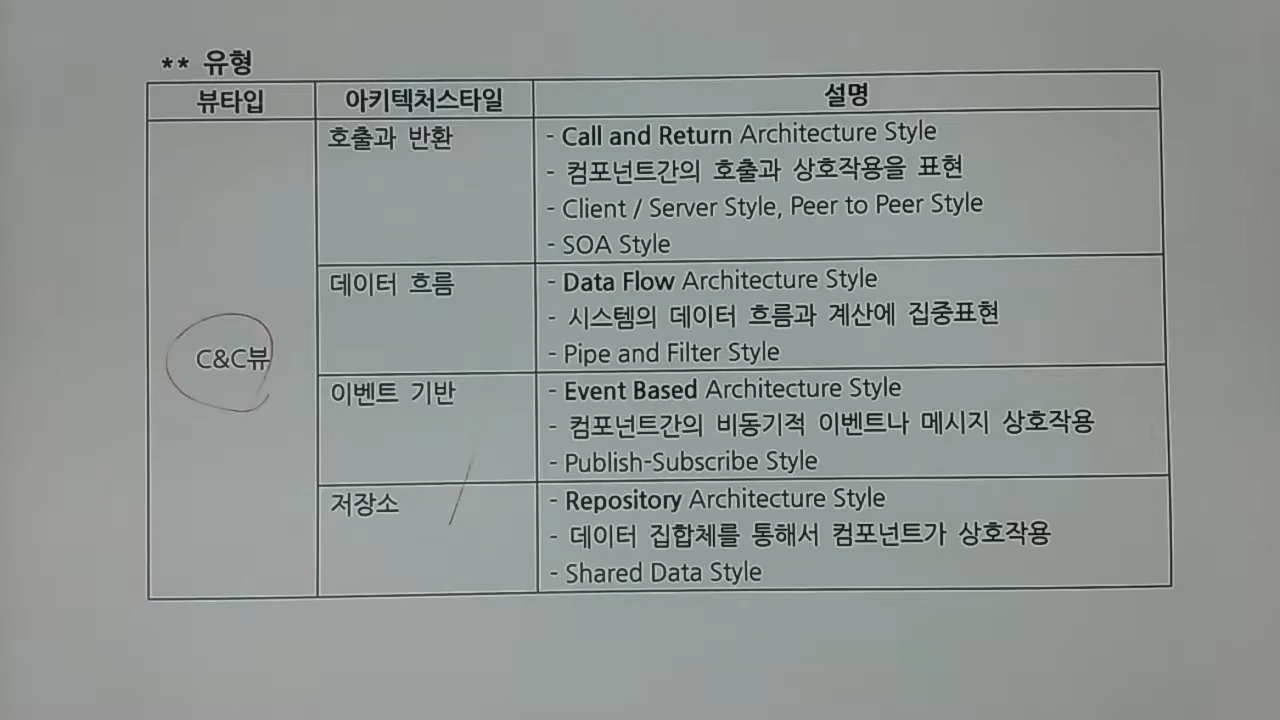 ** 유형
뷰타입 아키텍처스타일 설명
호출과 반환 - Call and Return Architecture Style
- 컴포넌트간의 호출과 상호작용을 표현
- Client / Server Style, Peer to Peer Style
- SOA Style
데이터 흐름 - Data Flow Architecture Style
- 시스템의 데이터 흐름과 계산에 집중표현
C&C뷰 - Pipe and Filter Style
이벤트 기반 - Event Based Architecture Style
- 컴포넌트간의 비동기적 이벤트나 메시지 상호작용
- Publish-Subscribe Style
저장소 - Repository Architecture Style
- 데이터 집합체를 통해서 컴포넌트가 상호작용
- Shared Data Style